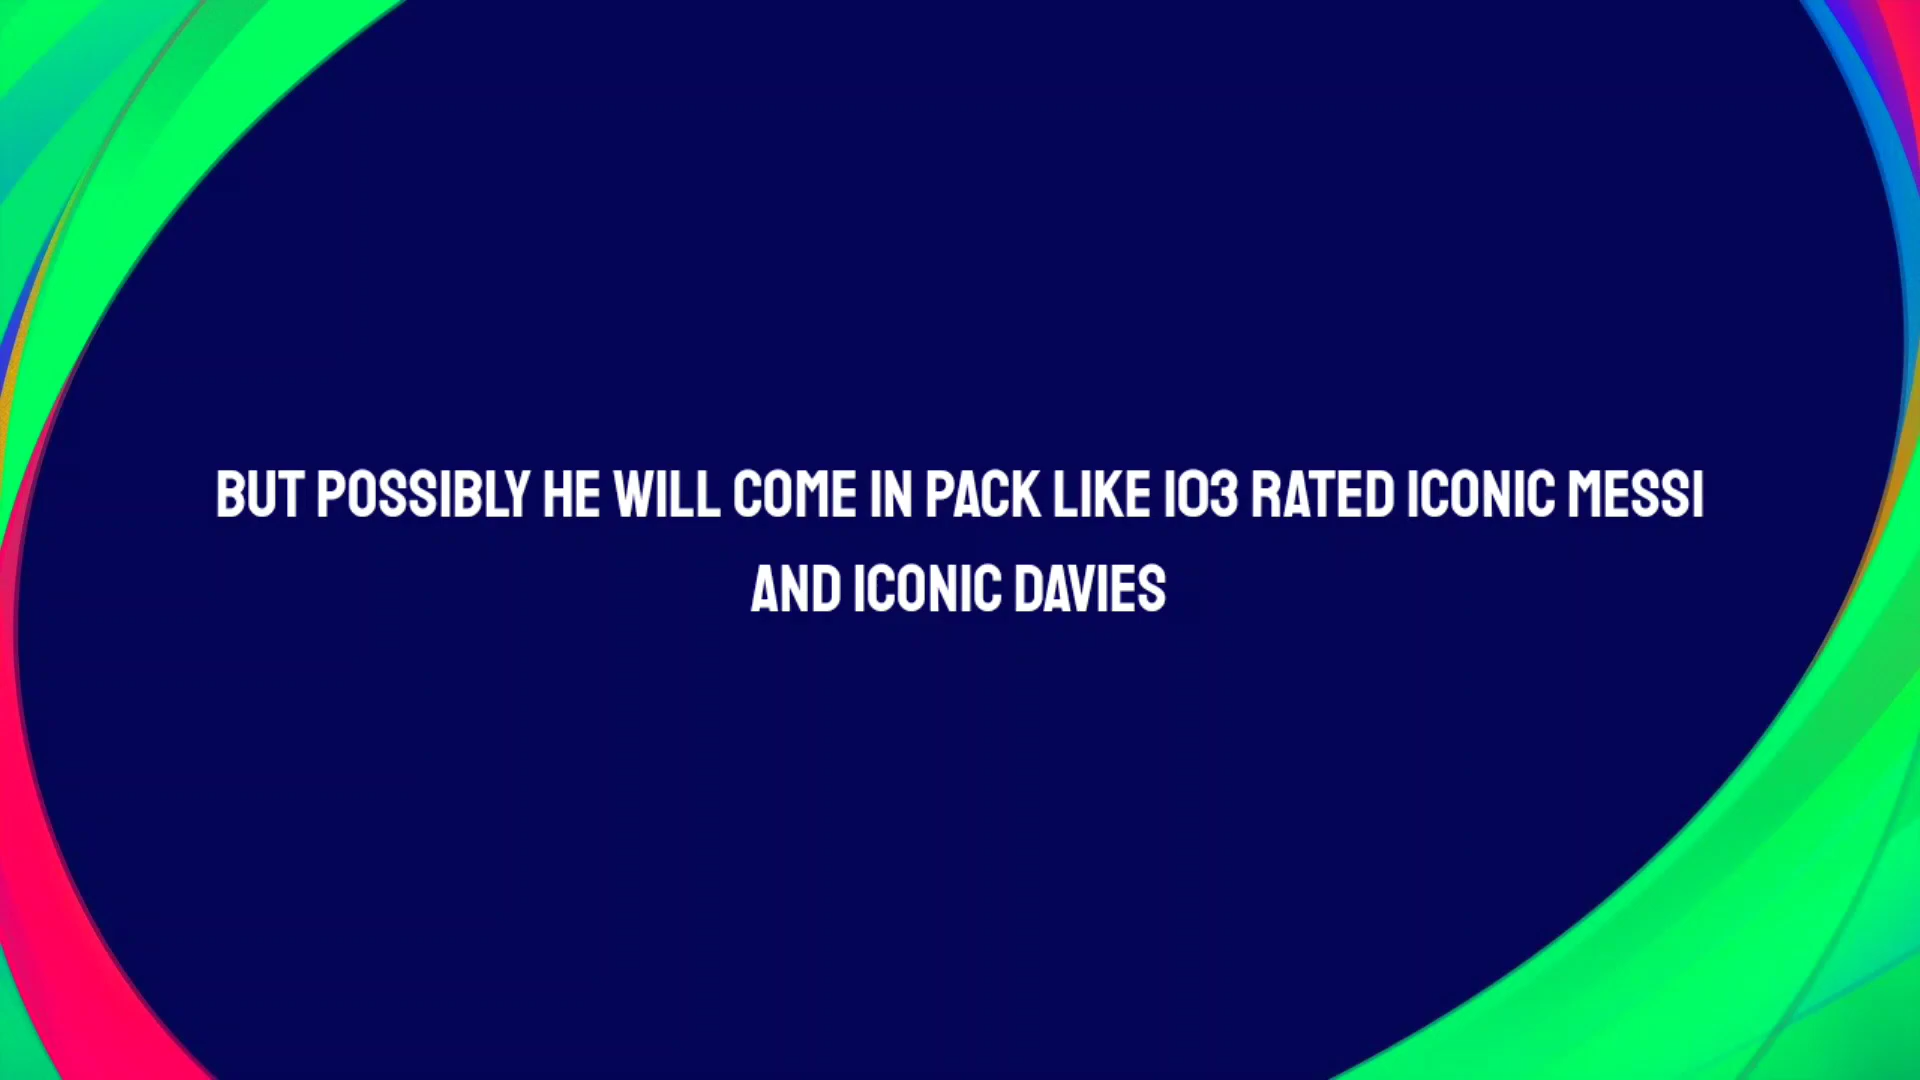 BUT POSSIBLY HE WILL COME IN PACK LIKE 103 RATED ICONIC MESSI
AND ICONIC DAVIES